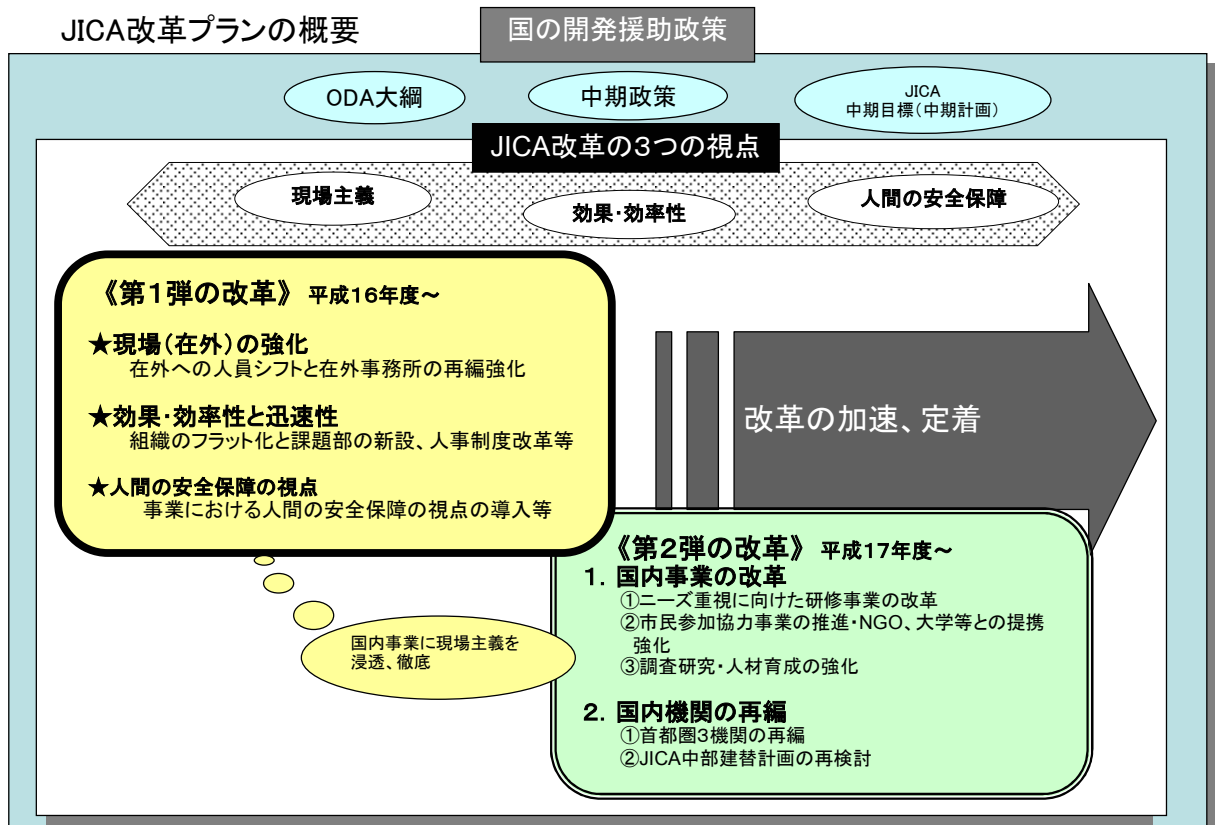 JICA改革プランの概要
国の開発援助政策
ODA大綱
中期政策
JICA
中期目標（中期計画）
JICA改革の３つの視点
現場主義
効果・効率性
人間の安全保障
《第１弾の改革》 平成１６年度～
★現場（在外）の強化
在外への人員シフトと在外事務所の再編強化
★効果・効率性と迅速性
組織のフラット化と課題部の新設、人事制度改革等
★人間の安全保障の視点
事業における人間の安全保障の視点の導入等
改革の加速、定着
国内事業に現場主義を
浸透、徹底
《第２弾の改革》 平成１７年度～
１．国内事業の改革
①ニーズ重視に向けた研修事業の改革
②市民参加協力事業の推進・NGO、大学等との提携
強化
③調査研究・人材育成の強化
２．国内機関の再編
①首都圏3機関の再編
②JICA中部建替計画の再検討